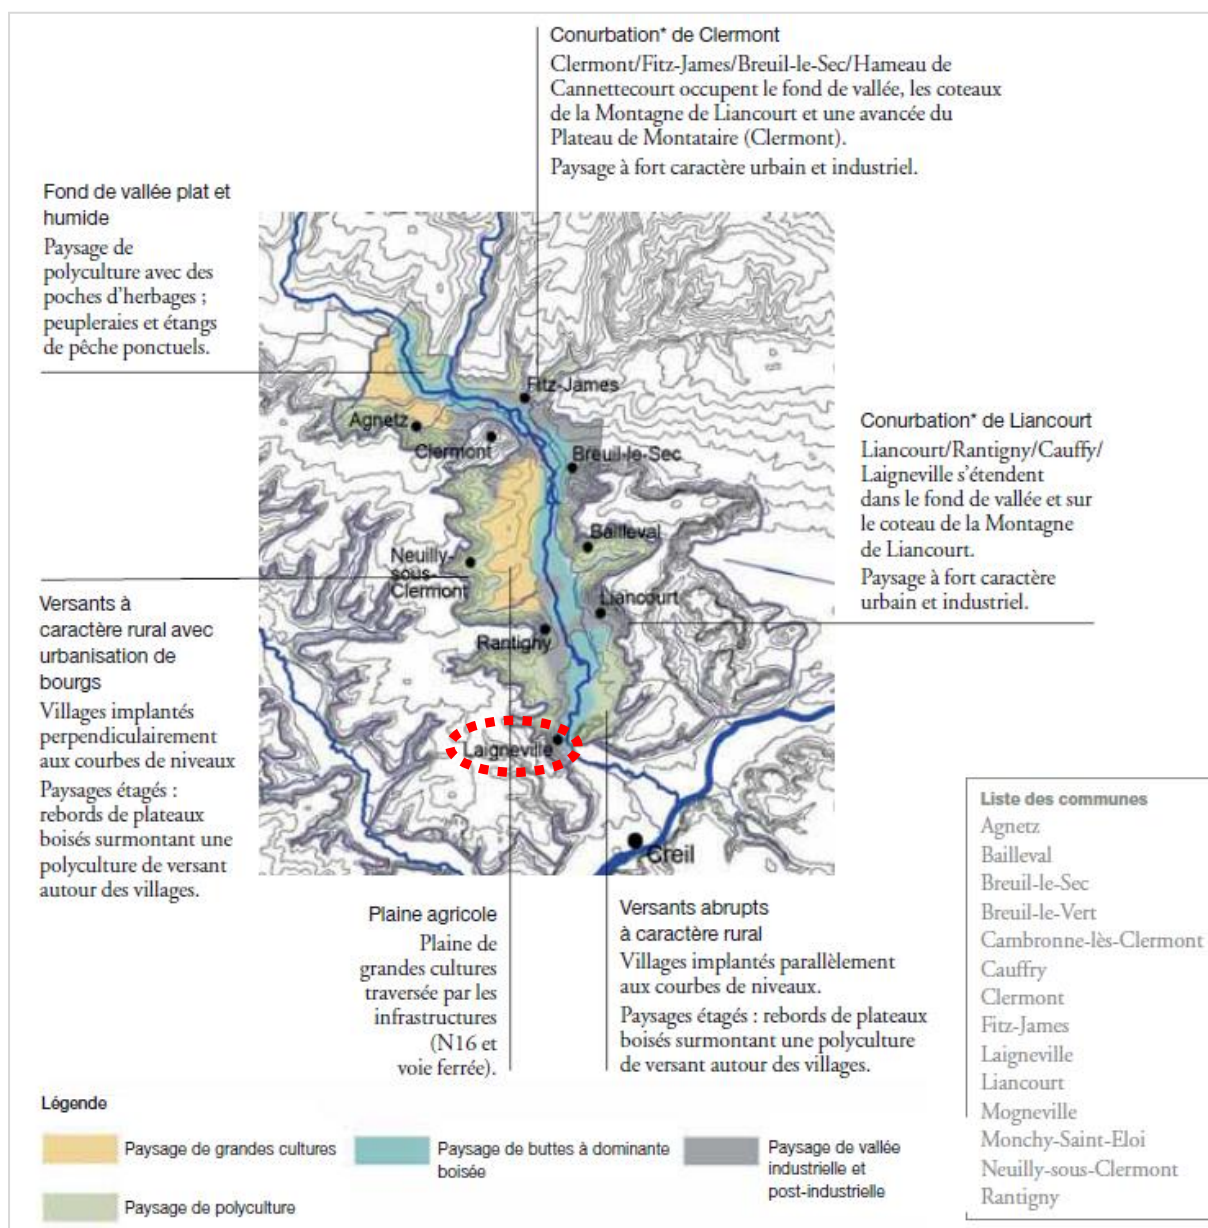 Conurbation* de Clermont
Clermont/Fitz-James/Breuil-le-Sec/Hameau de
Cannettecourt occupent le fond de vallée, les coteaux
de la Montagne de Liancourt et une avancée du
Plateau de Montataire (Clermont).
Paysage à fort caractère urbain et industriel.
Fond de vallée plat et
humide
Paysage de
polyculture avec des
poches d'herbages ;
peupleraies et étangs
de pêche ponctuels.
Fitz-James
Agnetz
Clermont
Breuil-le-Sec
Bailleval
Neuilly-
sous-
Clermont
Liancourt
Rantigny
Laigneville
Creil
Conurbation* de Liancourt
Liancourt/Rantigny/Cauffy/
Laigneville s'étendent
dans le fond de vallée et sur
le coteau de la Montagne
de Liancourt.
Paysage à fort caractère
urbain et industriel.
Versants à
caractère rural avec
urbanisation de
bourgs
Villages implantés
perpendiculairement
aux courbes de niveaux
Paysages étagés :
rebords de plateaux
boisés surmontant une
polyculture de versant
autour des villages.
Plaine agricole
Plaine de
grandes cultures
traversée par les
infrastructures
(N16 et
voie ferrée).
Versants abrupts
à caractère rural
Villages implantés parallèlement
aux courbes de niveaux.
Paysages étagés : rebords de plateaux
boisés surmontant une polyculture
de versant autour des villages.
Liste des communes
Agnetz
Bailleval
Breuil-le-Sec
Breuil-le-Vert
Cambronne-lès-Clermont
Cauffry
Clermont
Fitz-James
Laigneville
Liancourt
Mogneville
Monchy-Saint-Eloi
Neuilly-sous-Clermont
Rantigny
Légende
Paysage de grandes cultures
Paysage de polyculture
Paysage de buttes à dominante
boisée
Paysage de vallée
industrielle et
post-industrielle